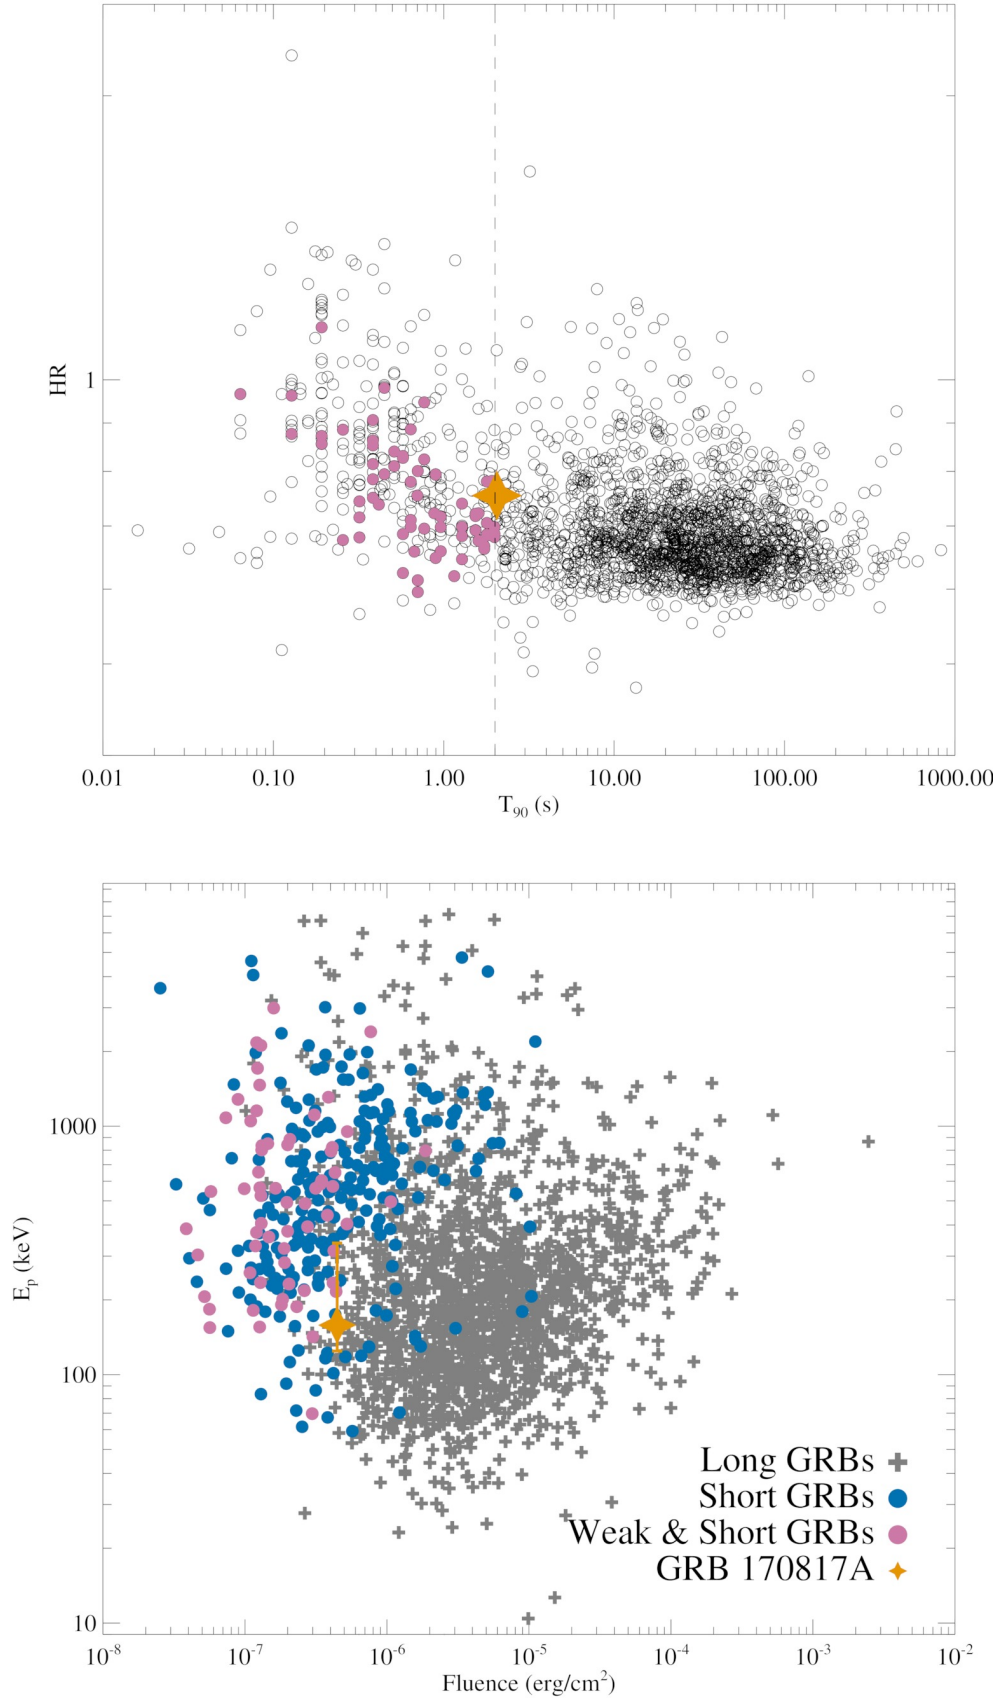 HR
1
0.01 0.10 1.00 10.00 100.00 1000.00
T₉₀ (s)
Eₚ (keV)
1000
100
10
Long GRBs
Short GRBs
Weak & Short GRBs
GRB 170817A
10⁻⁸ 10⁻⁷ 10⁻⁶ 10⁻⁵ 10⁻⁴ 10⁻³ 10⁻²
Fluence (erg/cm²)